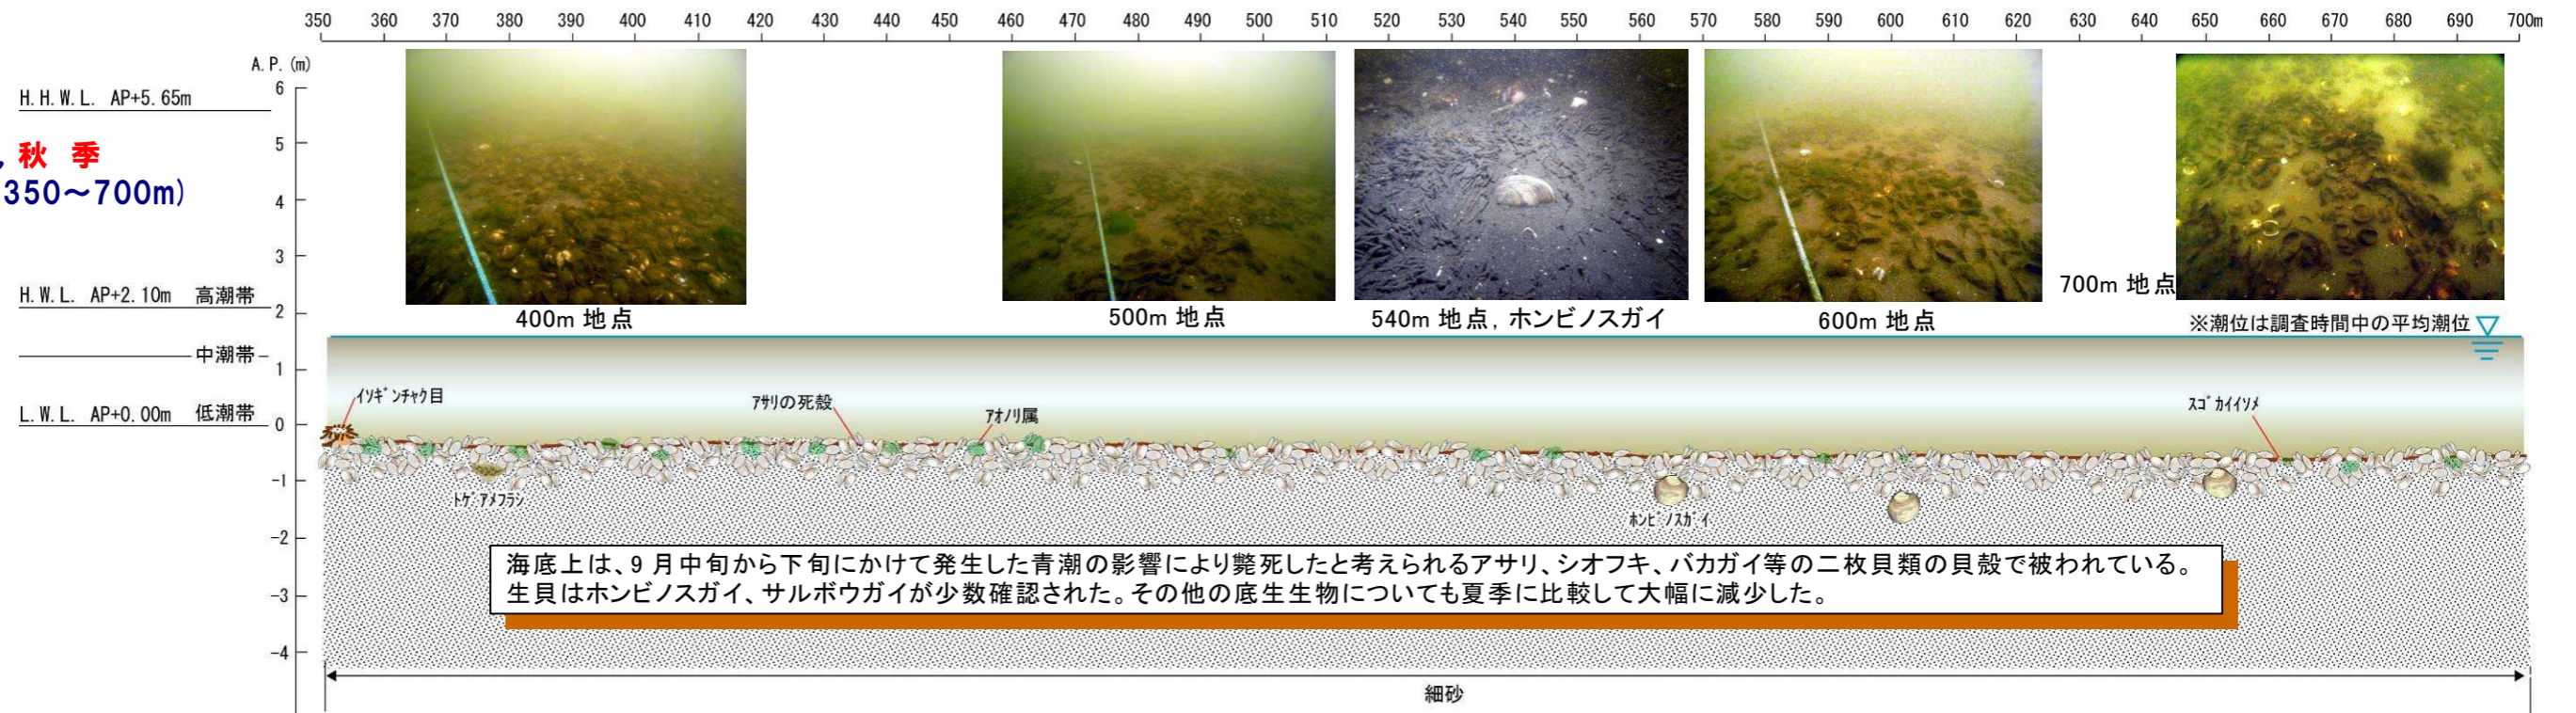 350 360 370 380 390 400 410 420 430 440 450 460 470 480 490 500 510 520 530 540 550 560 570 580 590 600 610 620 630 640 650 660 670 680 690 700m
A.P.(m)
6
H.H.W.L. AP+5.65m
5
，秋 季
350～700m)
4
3
H.W.L. AP+2.10m 高潮帯
2
400m 地点
500m 地点
540m 地点，ホンビノスガイ
600m 地点
700m 地点
※潮位は調査時間中の平均潮位
中潮帯
1
L.W.L. AP+0.00m 低潮帯
0
ｲｿｷﾞﾝﾁｬｸ目
ｱｻﾘの死殻
ｱｵﾉﾘ属
ｽｺﾞｶｲｲｿﾒ
-1
ﾄｹﾞｱﾒﾌﾗｼ
ﾎﾝﾋﾞﾉｽｶﾞｲ
-2
海底上は、9 月中旬から下旬にかけて発生した青潮の影響により斃死したと考えられるアサリ、シオフキ、バカガイ等の二枚貝類の貝殻で被われている。
生貝はホンビノスガイ、サルボウガイが少数確認された。その他の底生生物についても夏季に比較して大幅に減少した。
-3
-4
細砂